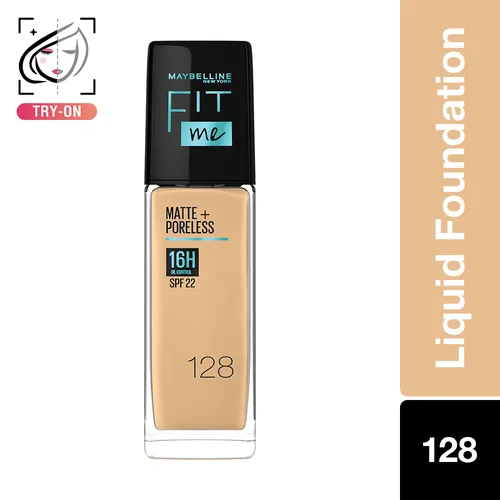 TRY-ON
MAYBELLINE
NEW YORK
FIT
me
MATTE +
PORELESS
16H
OIL CONTROL
SPF 22
128
Liquid Foundation
128